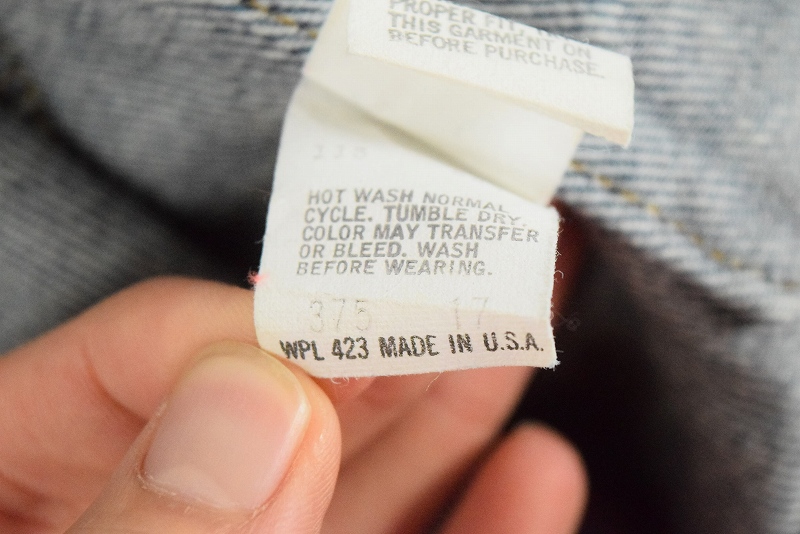 PROPER FIT,
THIS GARMENT ON
BEFORE PURCHASE.
HOT WASH NORMAL
CYCLE. TUMBLE DRY.
COLOR MAY TRANSFER
OR BLEED. WASH
BEFORE WEARING.
375 17
WPL 423 MADE IN U.S.A.